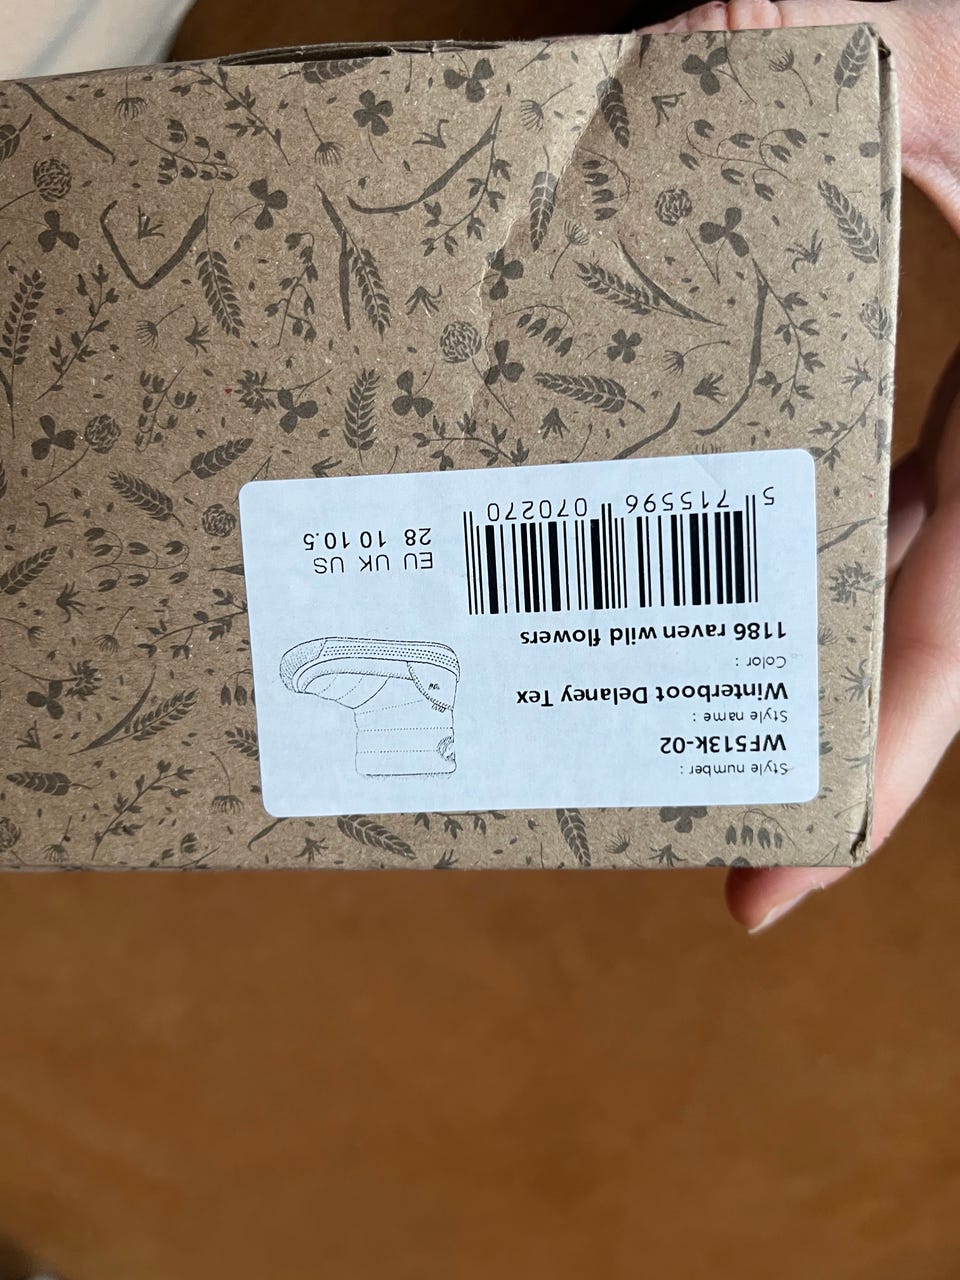 Style number :
WF513k-02
Style name :
Winterboot Delaney Tex
Color :
1186 raven wild flowers
5 715596 070270
EU UK US
28 10 10.5